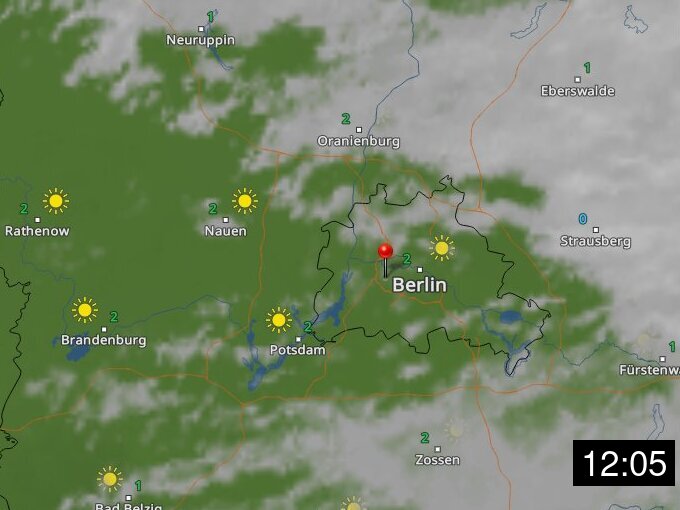 1
Neuruppin
1
Eberswalde
2
Oranienburg
2
Rathenow
2
Nauen
0
Strausberg
2
Berlin
2
Brandenburg
2
Potsdam
1
Fürstenwa
2
Zossen
12:05
1
Bad Belzig